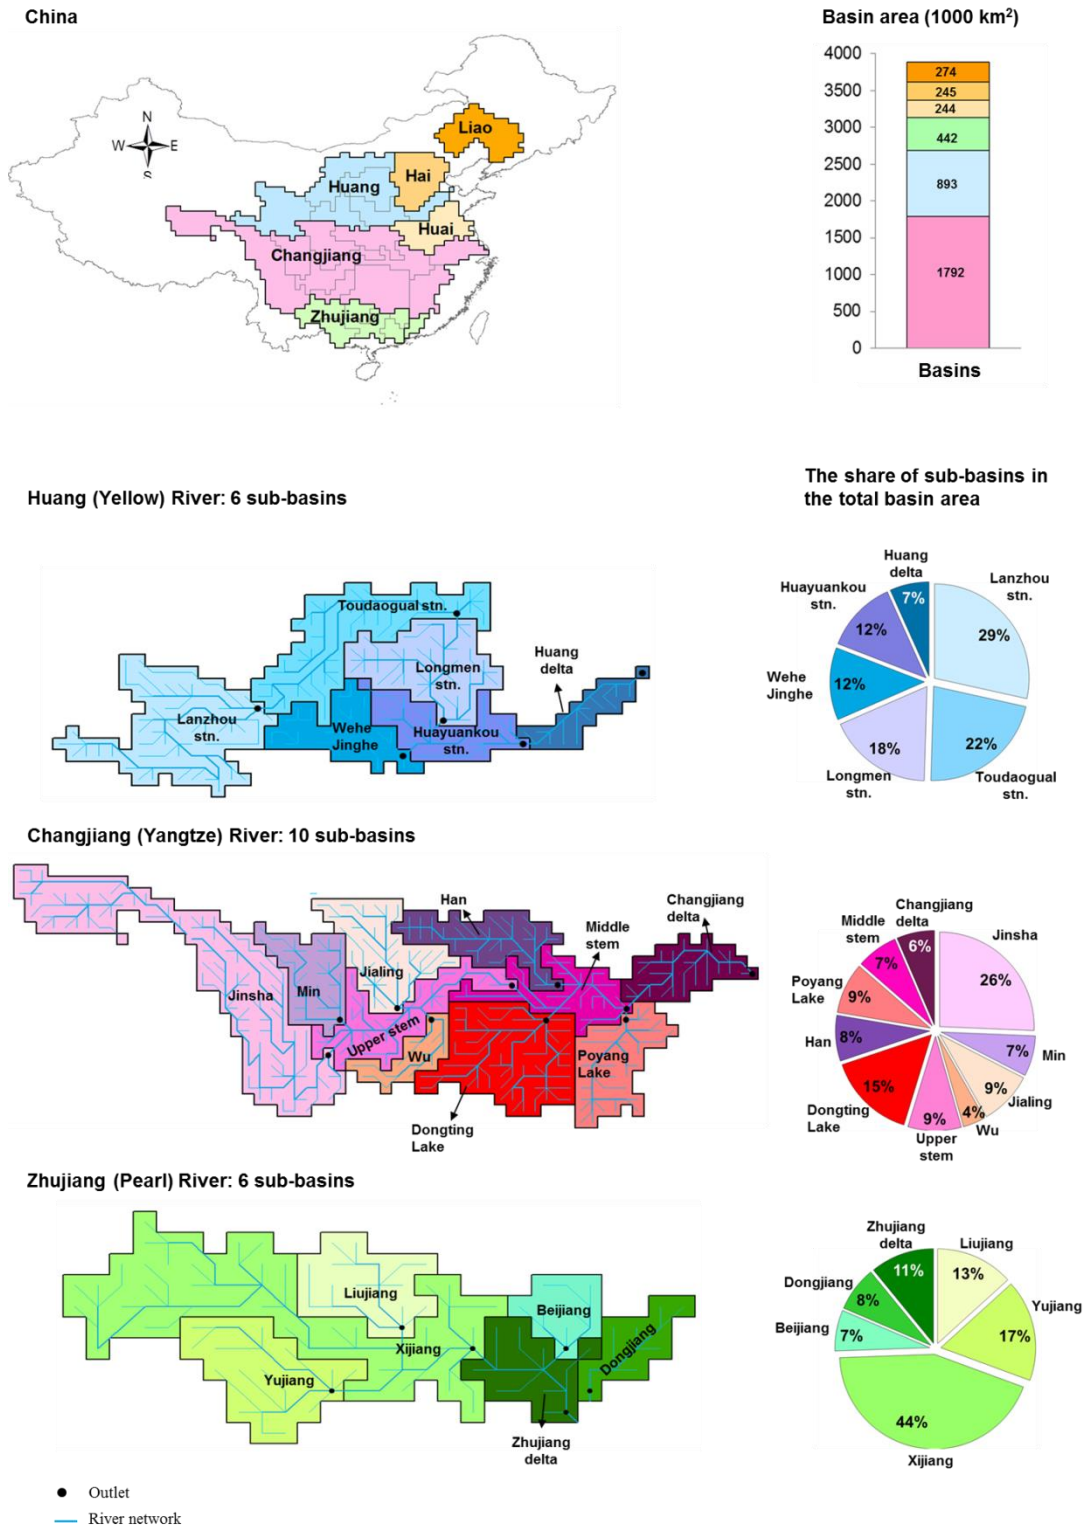 China
Basin area (1000 km²)
N
W E
S
Liao
Huang
Hai
Huai
Changjiang
Zhujiang
4000
3500
3000
2500
2000
1500
1000
500
0
274
245
244
442
893
1792
Basins
The share of sub-basins in
the total basin area
Huang (Yellow) River: 6 sub-basins
Toudaogual stn.
Longmen
stn.
Huang
delta
Lanzhou
stn.
Wehe
Jinghe
Huayuankou
stn.
Huang
delta
7%
Lanzhou
stn.
29%
Huayuankou
stn.
12%
Wehe
Jinghe
12%
18%
Longmen
stn.
22%
Toudaogual
stn.
Changjiang (Yangtze) River: 10 sub-basins
Han
Changjiang
delta
Middle
stem
Jialing
Min
Jinsha
Upper stem
Wu
Poyang
Lake
Dongting
Lake
Changjiang
delta
6%
Middle
stem
7%
Jinsha
26%
Poyang
Lake
9%
Han
8%
7%
Min
9%
Jialing
4%
Wu
15%
Dongting
Lake
9%
Upper
stem
Zhujiang (Pearl) River: 6 sub-basins
Liujiang
Beijiang
Xijiang
Dongjiang
Yujiang
Zhujiang
delta
Zhujiang
delta
11%
Liujiang
13%
Dongjiang
8%
Yujiang
17%
Beijiang
7%
44%
Xijiang
Outlet
River network